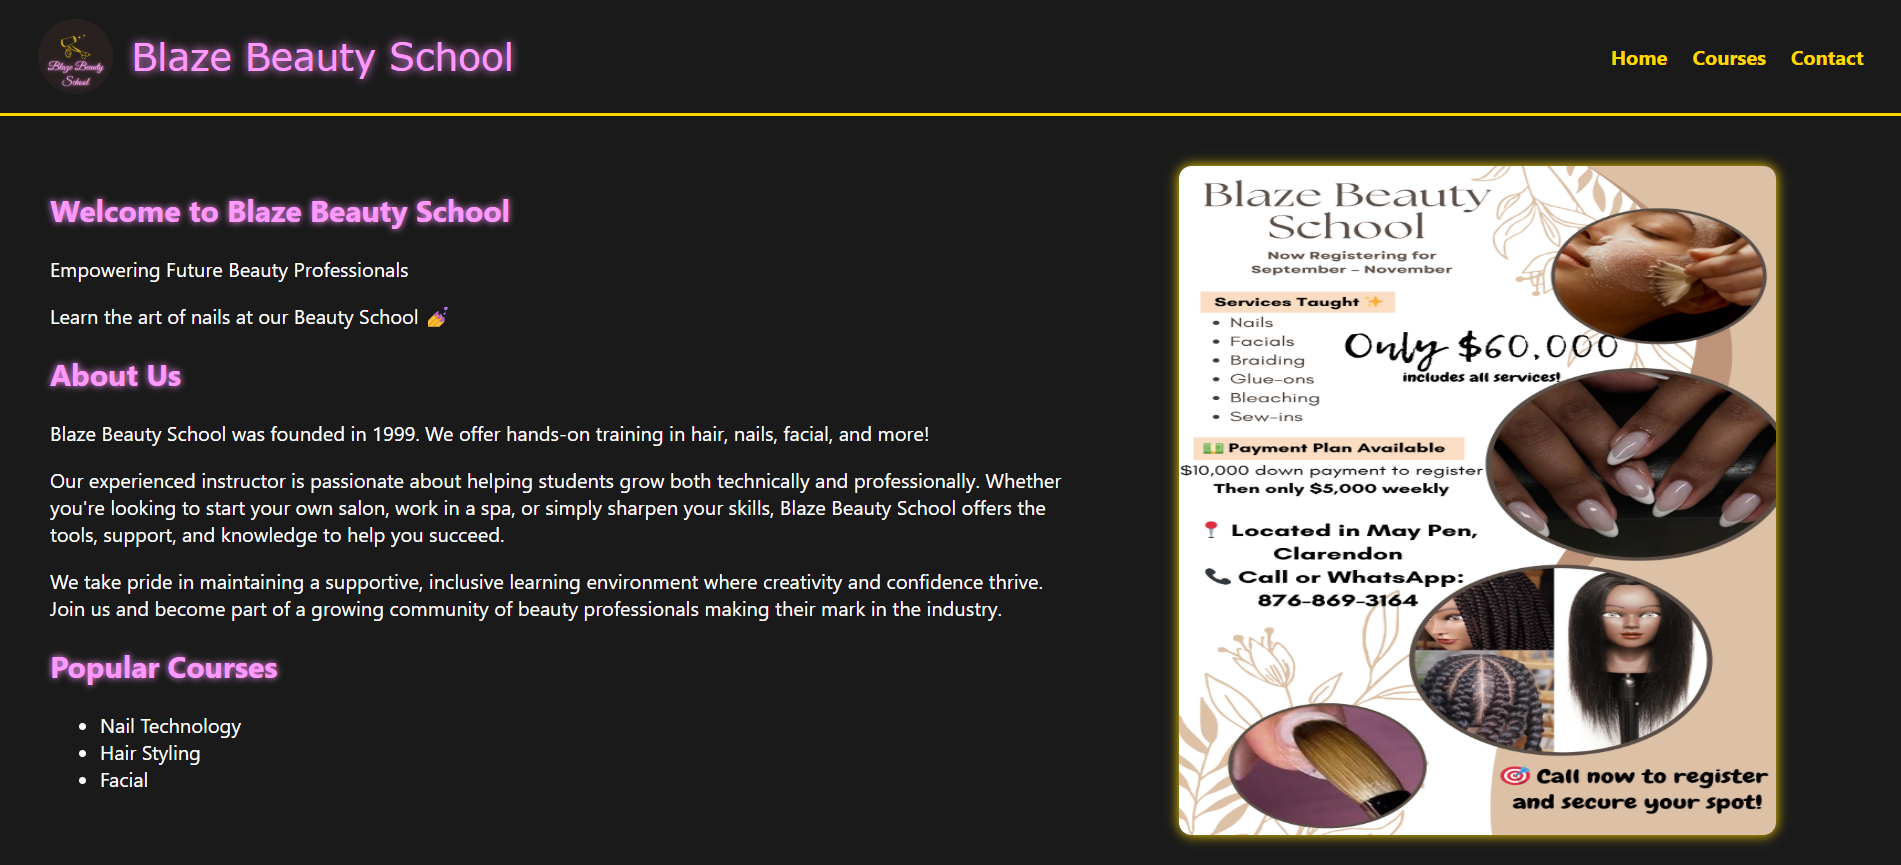 Blaze Beauty
School
Blaze Beauty School
Home Courses Contact
Welcome to Blaze Beauty School
Empowering Future Beauty Professionals
Learn the art of nails at our Beauty School 💅
About Us
Blaze Beauty School was founded in 1999. We offer hands-on training in hair, nails, facial, and more!
Our experienced instructor is passionate about helping students grow both technically and professionally. Whether
you're looking to start your own salon, work in a spa, or simply sharpen your skills, Blaze Beauty School offers the
tools, support, and knowledge to help you succeed.
We take pride in maintaining a supportive, inclusive learning environment where creativity and confidence thrive.
Join us and become part of a growing community of beauty professionals making their mark in the industry.
Popular Courses
• Nail Technology
• Hair Styling
• Facial
Blaze Beauty
School
Now Registering for
September – November
Services Taught ✨
• Nails
• Facials
• Braiding
• Glue-ons
• Bleaching
• Sew-ins
Only $60,000
includes all services!
💵 Payment Plan Available
$10,000 down payment to register
Then only $5,000 weekly
📍 Located in May Pen,
Clarendon
📞 Call or WhatsApp:
876-869-3164
🎯 Call now to register
and secure your spot!